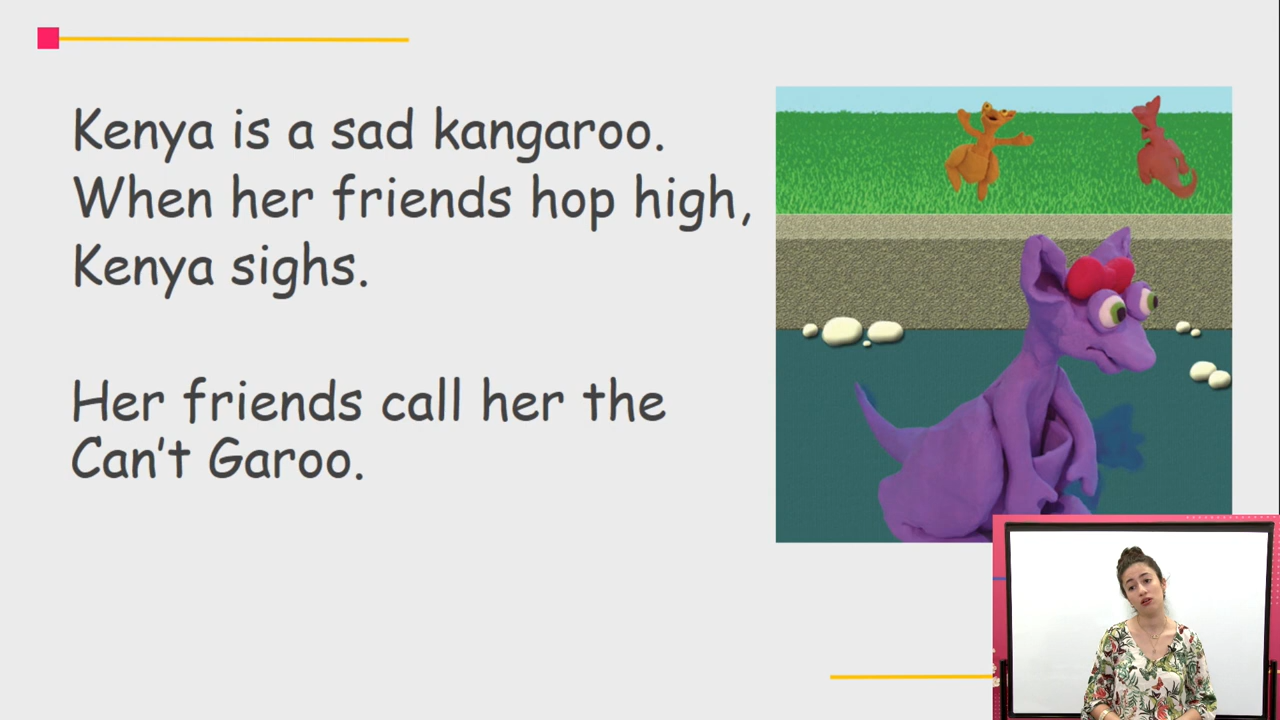 Kenya is a sad kangaroo.
When her friends hop high,
Kenya sighs.
Her friends call her the
Can't Garoo.